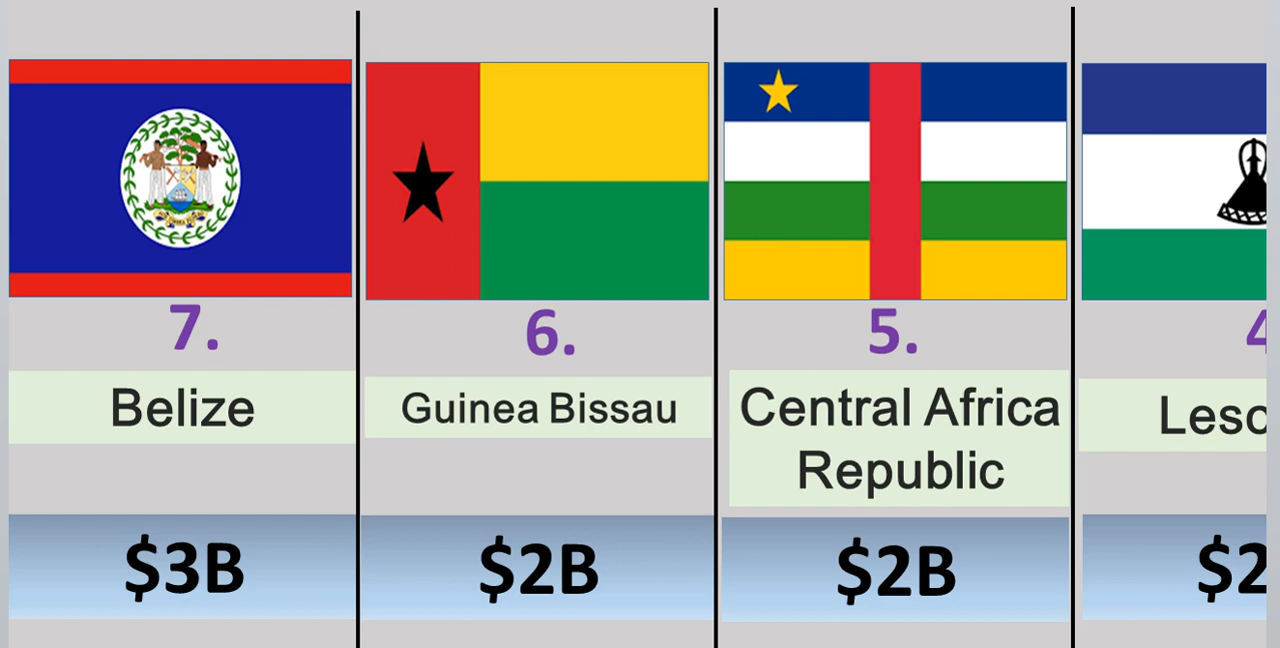 7.
Belize
$3B
6.
Guinea Bissau
$2B
5.
Central Africa
Republic
$2B